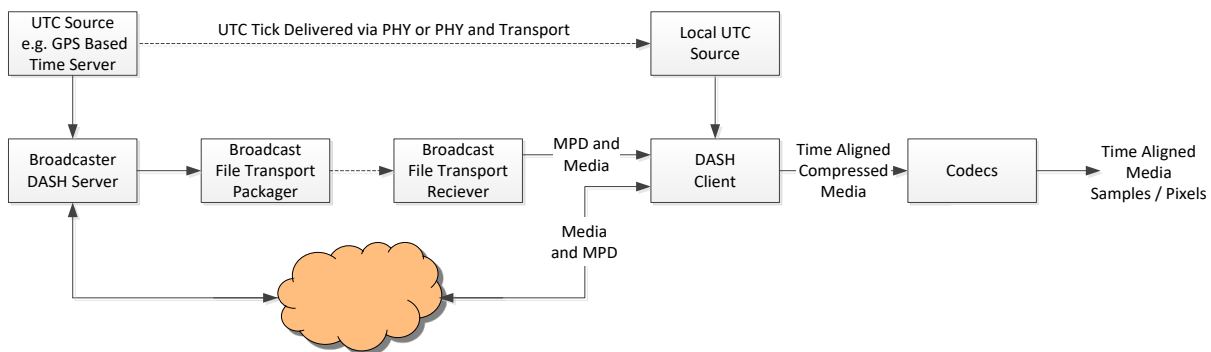 UTC Source
e.g. GPS Based
Time Server
UTC Tick Delivered via PHY or PHY and Transport
Local UTC
Source
Broadcaster
DASH Server
Broadcast
File Transport
Packager
Broadcast
File Transport
Reciever
MPD and
Media
DASH
Client
Time Aligned
Compressed
Media
Codecs
Time Aligned
Media
Samples / Pixels
Media
and MPD